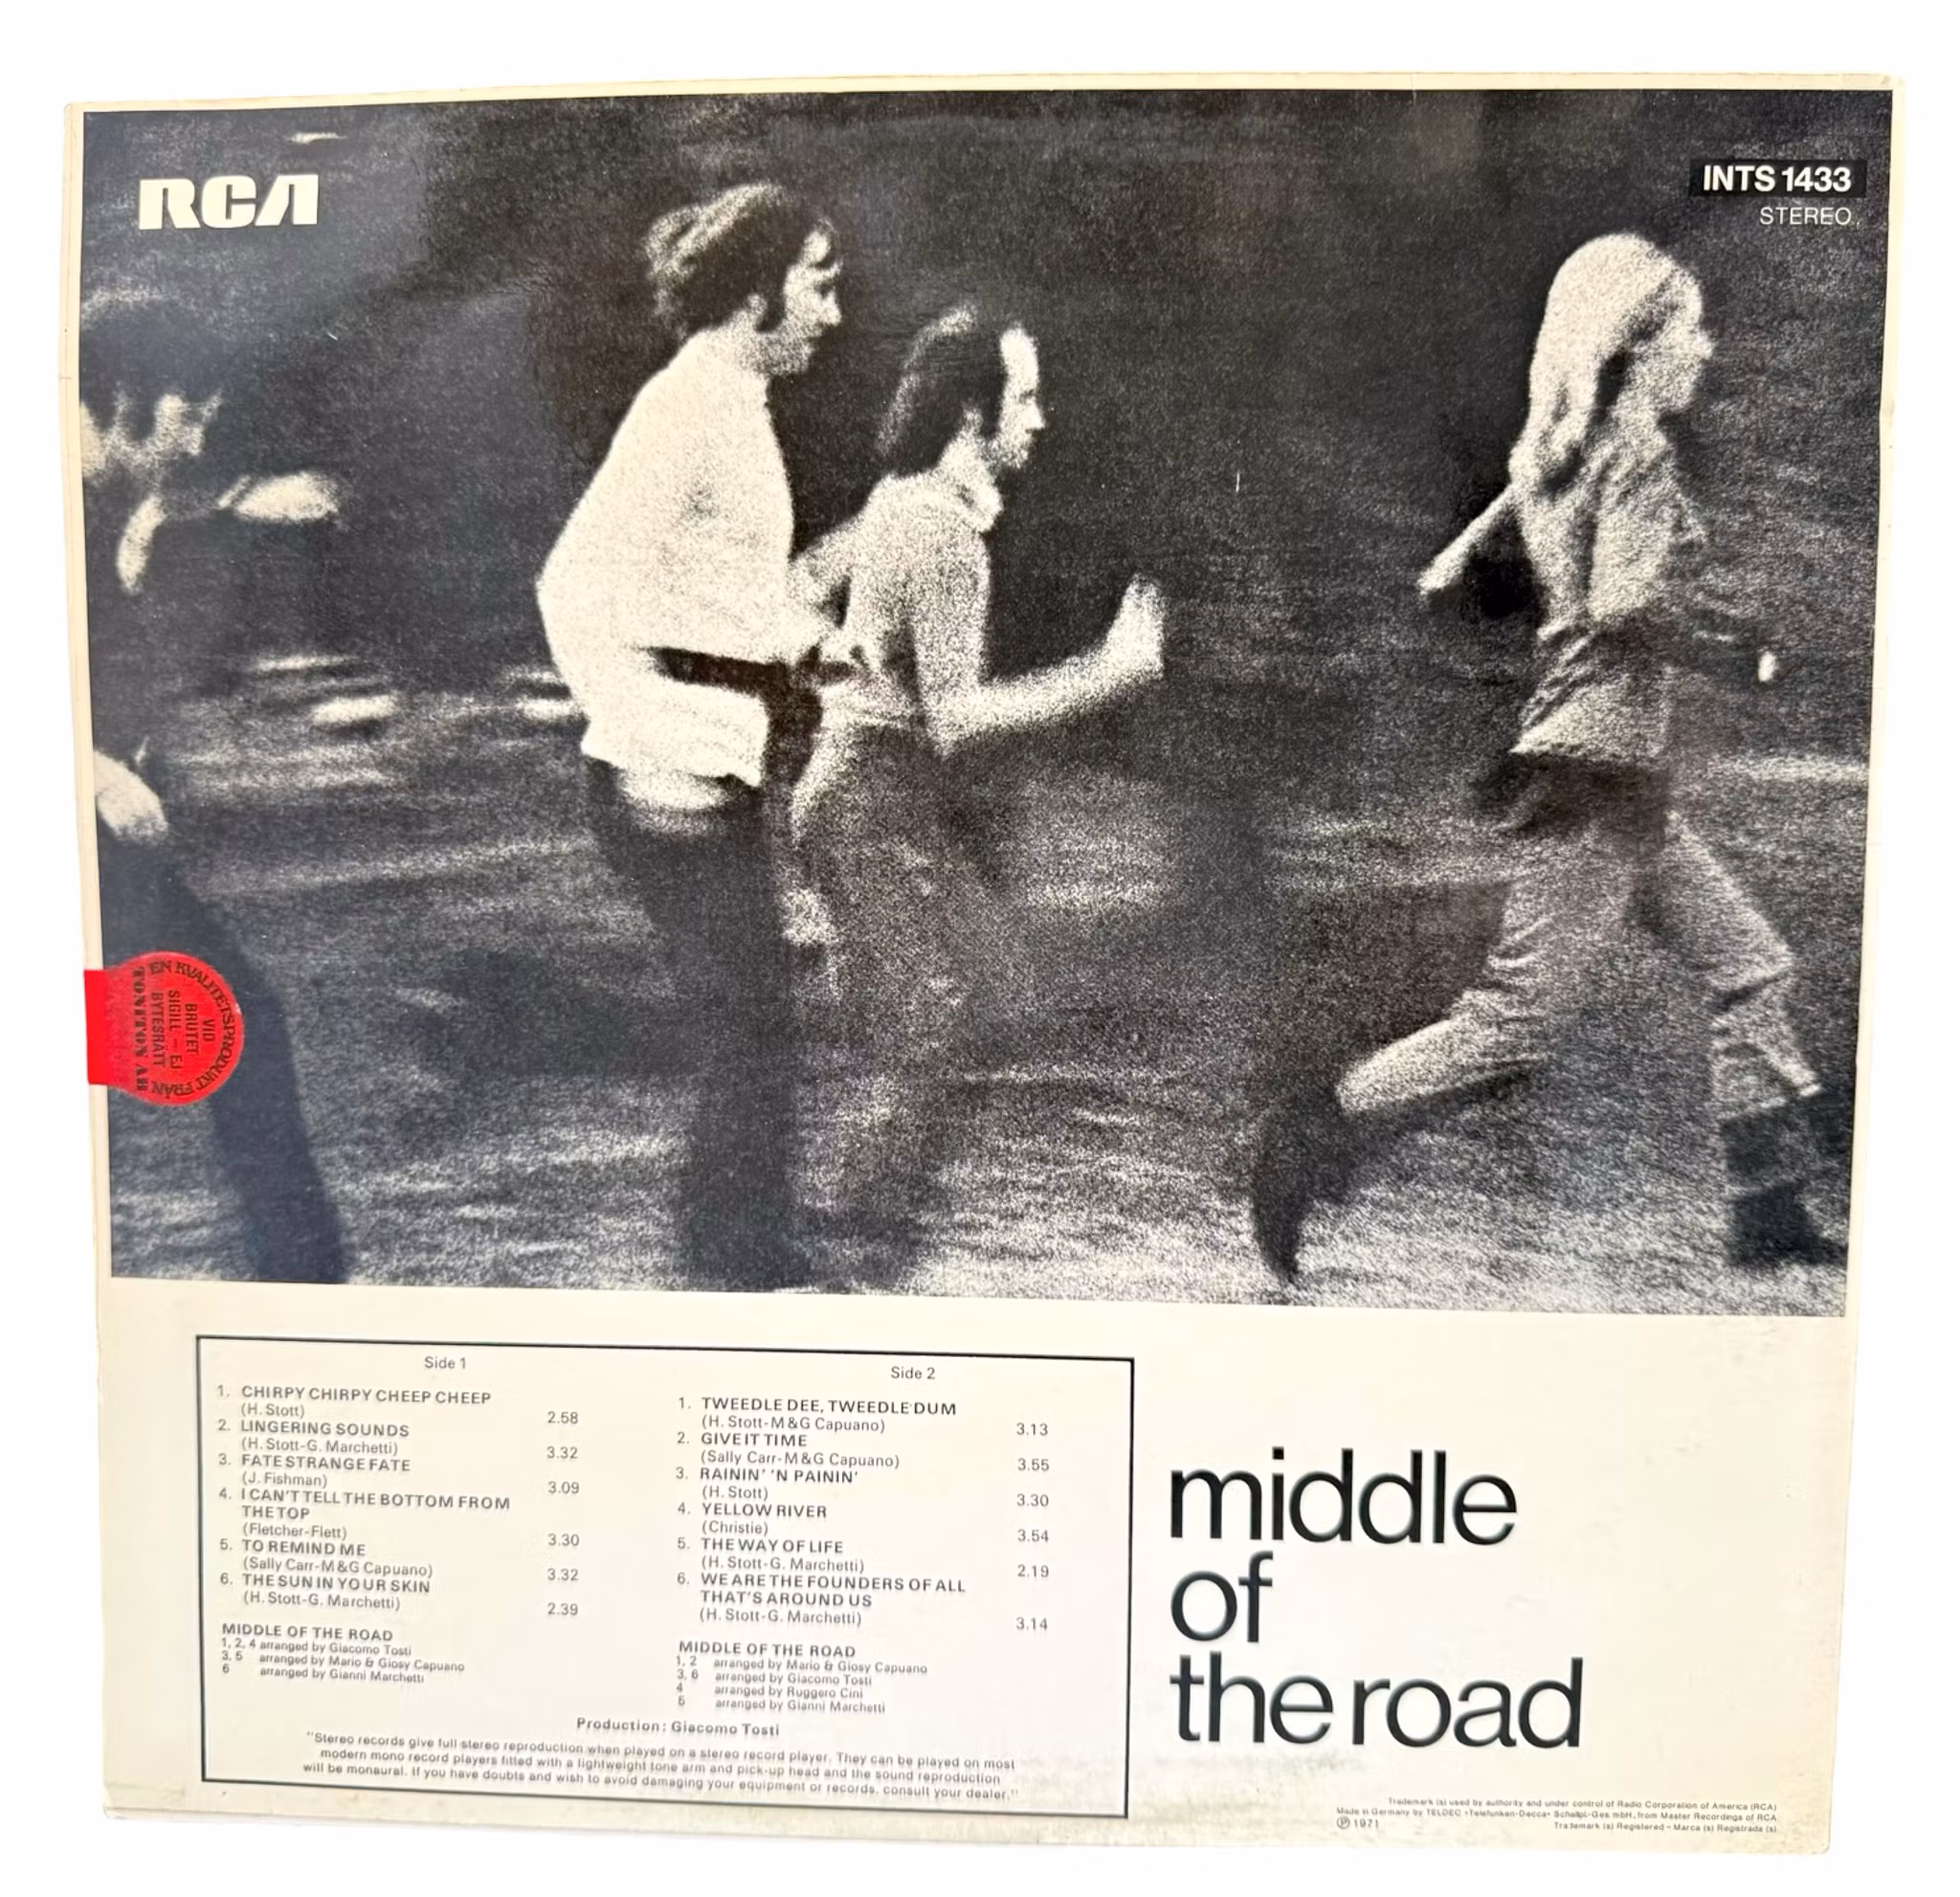 RCA
INTS 1433
STEREO
EN KVALITETSPRODUKT FRÅN
VID
BRUTET
SIGILL – EJ
BYTESRÄTT
TONITON AB
Side 1
1. CHIRPY CHIRPY CHEEP CHEEP
(H. Stott) 2.58
2. LINGERING SOUNDS
(H. Stott-G. Marchetti) 3.32
3. FATE STRANGE FATE
(J. Fishman) 3.09
4. I CAN'T TELL THE BOTTOM FROM
THE TOP
(Fletcher-Flett) 3.30
5. TO REMIND ME
(Sally Carr-M&G Capuano) 3.32
6. THE SUN IN YOUR SKIN
(H. Stott-G. Marchetti) 2.39
MIDDLE OF THE ROAD
1, 2, 4 arranged by Giacomo Tosti
3, 5 arranged by Mario & Giosy Capuano
6 arranged by Gianni Marchetti
Side 2
1. TWEEDLE DEE, TWEEDLE DUM
(H. Stott-M&G Capuano) 3.13
2. GIVE IT TIME
(Sally Carr-M&G Capuano) 3.55
3. RAININ' 'N PAININ'
(H. Stott) 3.30
4. YELLOW RIVER
(Christie) 3.54
5. THE WAY OF LIFE
(H. Stott-G. Marchetti) 2.19
6. WE ARE THE FOUNDERS OF ALL
THAT'S AROUND US
(H. Stott-G. Marchetti) 3.14
MIDDLE OF THE ROAD
1, 2 arranged by Mario & Giosy Capuano
3, 6 arranged by Giacomo Tosti
4 arranged by Ruggero Cini
5 arranged by Gianni Marchetti
Production: Giacomo Tosti
"Stereo records give full stereo reproduction when played on a stereo record player. They can be played on most
modern mono record players fitted with a lightweight tone arm and pick-up head and the sound reproduction
will be monaural. If you have doubts and wish to avoid damaging your equipment or records, consult your dealer."
middle
of
the road
Trademark (s) used by authority and under control of Radio Corporation of America (RCA)
Made in Germany by TELDEC »Telefunken-Decca« Schallpl.-Ges. mbH., from Master Recordings of RCA
℗ 1971 Trademark (s) Registered – Marca (s) Registrada (s)